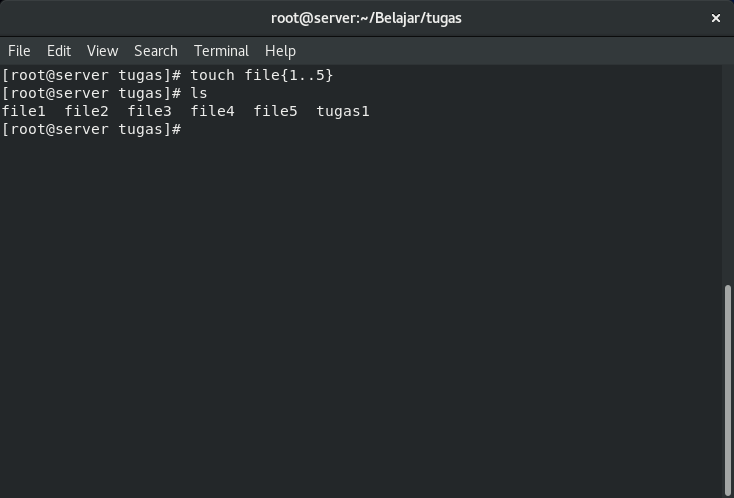 root@server:~/Belajar/tugas ×
File Edit View Search Terminal Help
[root@server tugas]# touch file{1..5}
[root@server tugas]# ls
file1  file2  file3  file4  file5  tugas1
[root@server tugas]#